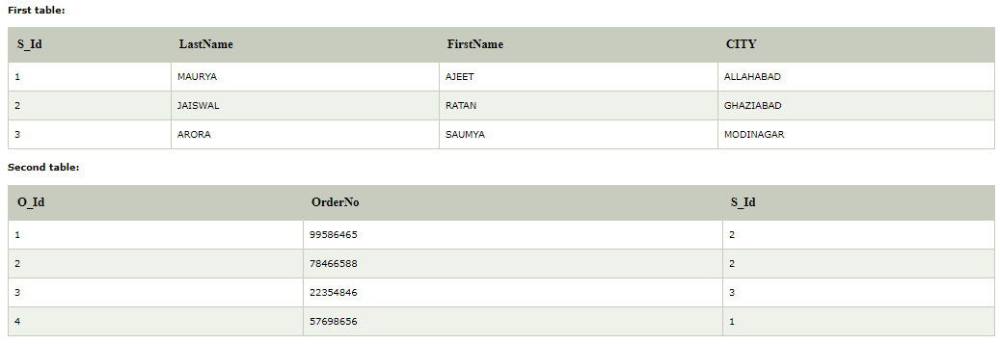 First table:
S_Id LastName FirstName CITY
1 MAURYA AJEET ALLAHABAD
2 JAISWAL RATAN GHAZIABAD
3 ARORA SAUMYA MODINAGAR
Second table:
O_Id OrderNo S_Id
1 99586465 2
2 78466588 2
3 22354846 3
4 57698656 1